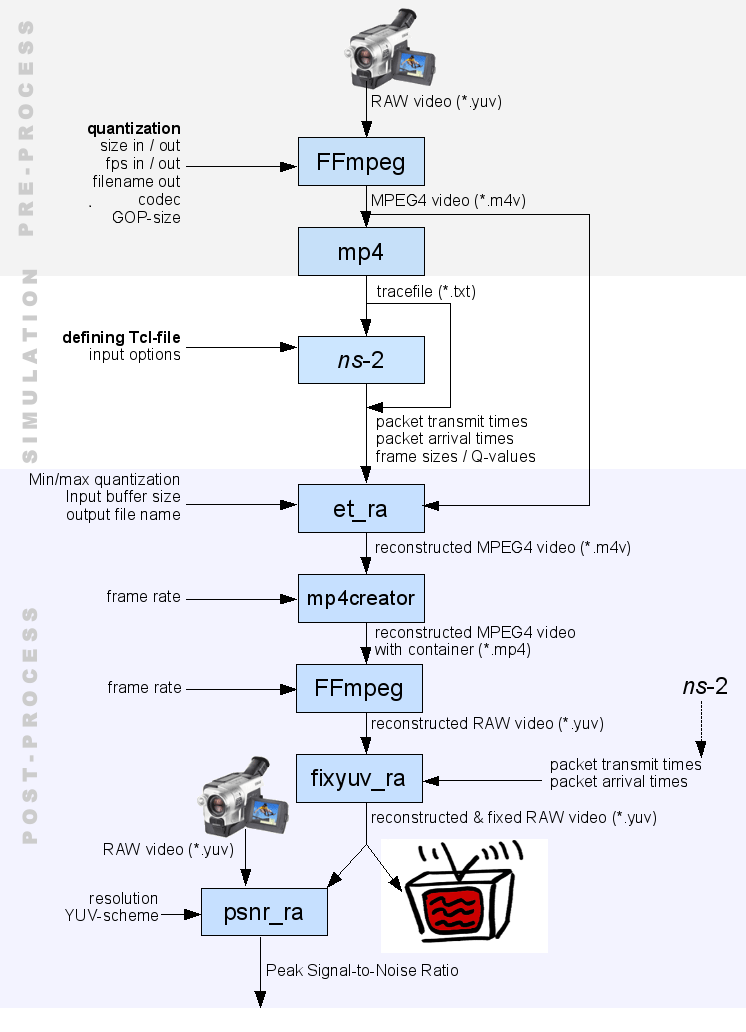 PRE-PROCESS
RAW video (*.yuv)
quantization
size in / out
fps in / out
filename out
. codec
GOP-size
FFmpeg
MPEG4 video (*.m4v)
mp4
SIMULATION
tracefile (*.txt)
defining Tcl-file
input options
ns-2
packet transmit times
packet arrival times
frame sizes / Q-values
POST-PROCESS
Min/max quantization
Input buffer size
output file name
et_ra
reconstructed MPEG4 video (*.m4v)
frame rate
mp4creator
reconstructed MPEG4 video
with container (*.mp4)
frame rate
FFmpeg
ns-2
reconstructed RAW video (*.yuv)
packet transmit times
packet arrival times
fixyuv_ra
reconstructed & fixed RAW video (*.yuv)
RAW video (*.yuv)
resolution
YUV-scheme
psnr_ra
Peak Signal-to-Noise Ratio